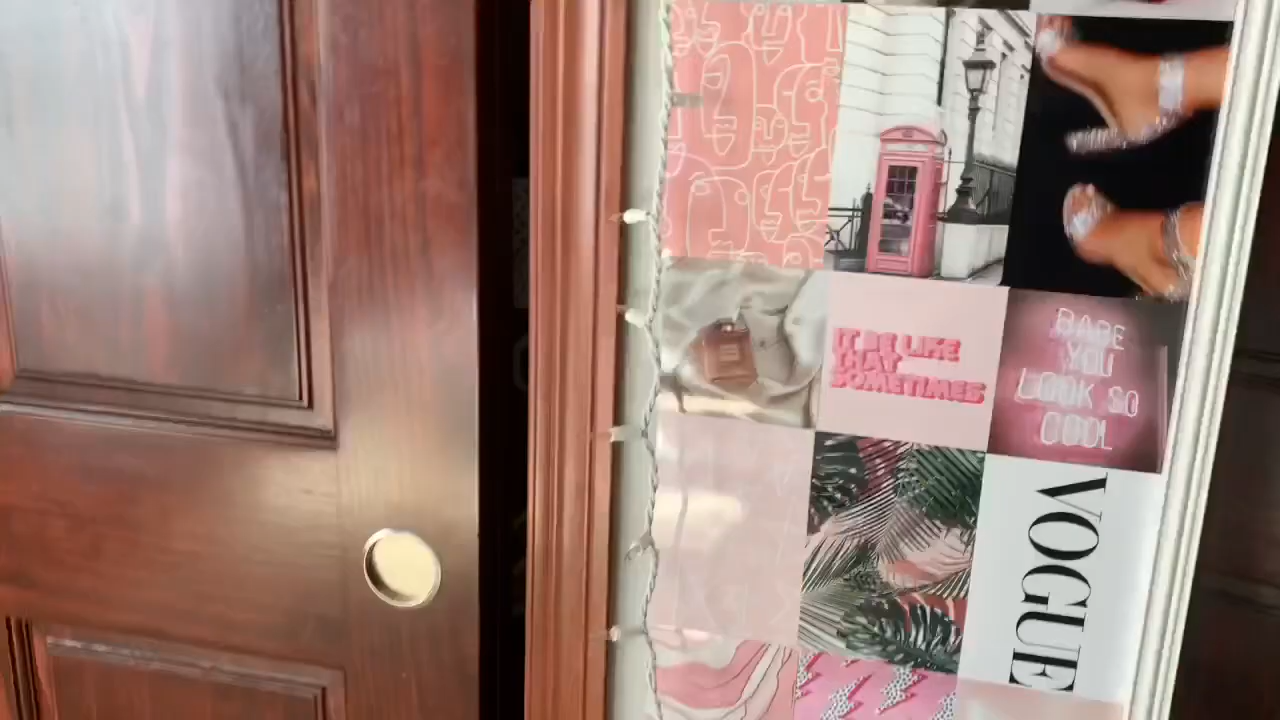 IT BE LIKE
THAT
SOMETIMES
BABE
YOU
LOOK SO
COOL
VOGUE